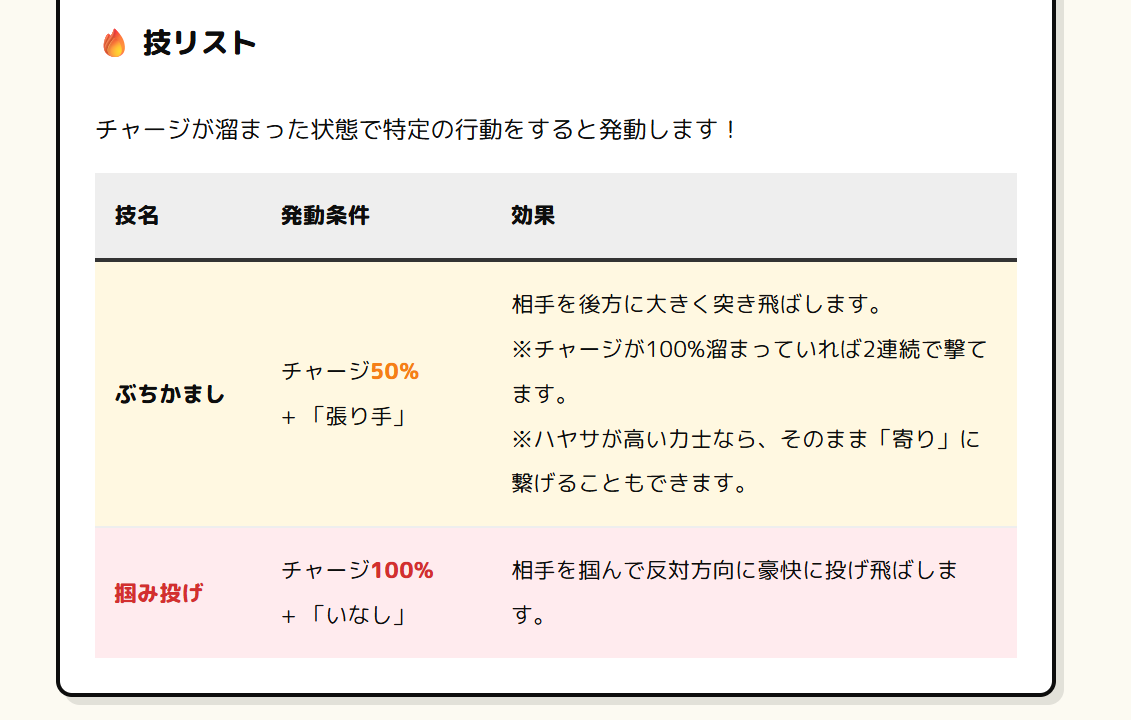 🔥 技リスト
チャージが溜まった状態で特定の行動をすると発動します！
技名 発動条件 効果
ぶちかまし
チャージ50%
+ 「張り手」
相手を後方に大きく突き飛ばします。
※チャージが100%溜まっていれば2連続で撃て
ます。
※ハヤサが高い力士なら、そのまま「寄り」に
繋げることもできます。
掴み投げ
チャージ100%
+ 「いなし」
相手を掴んで反対方向に豪快に投げ飛ばしま
す。